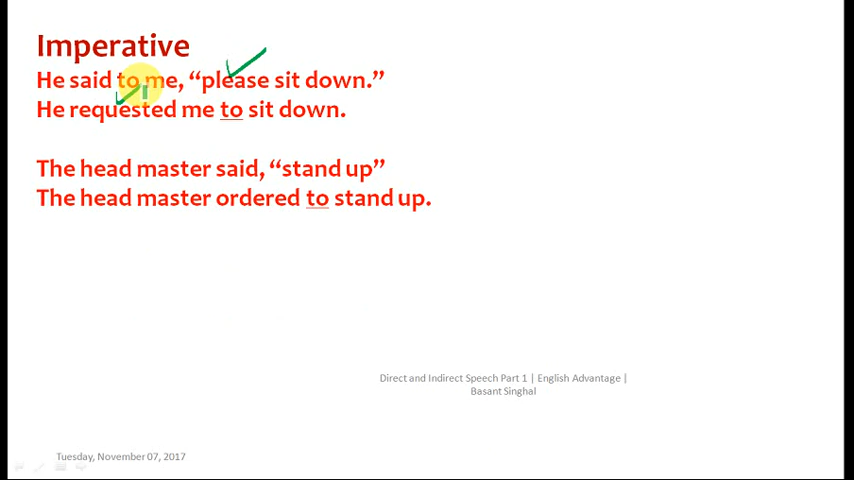 Imperative
He said to me, “please sit down.”
He requested me to sit down.
The head master said, “stand up”
The head master ordered to stand up.
Direct and Indirect Speech Part 1 | English Advantage |
Basant Singhal
Tuesday, November 07, 2017